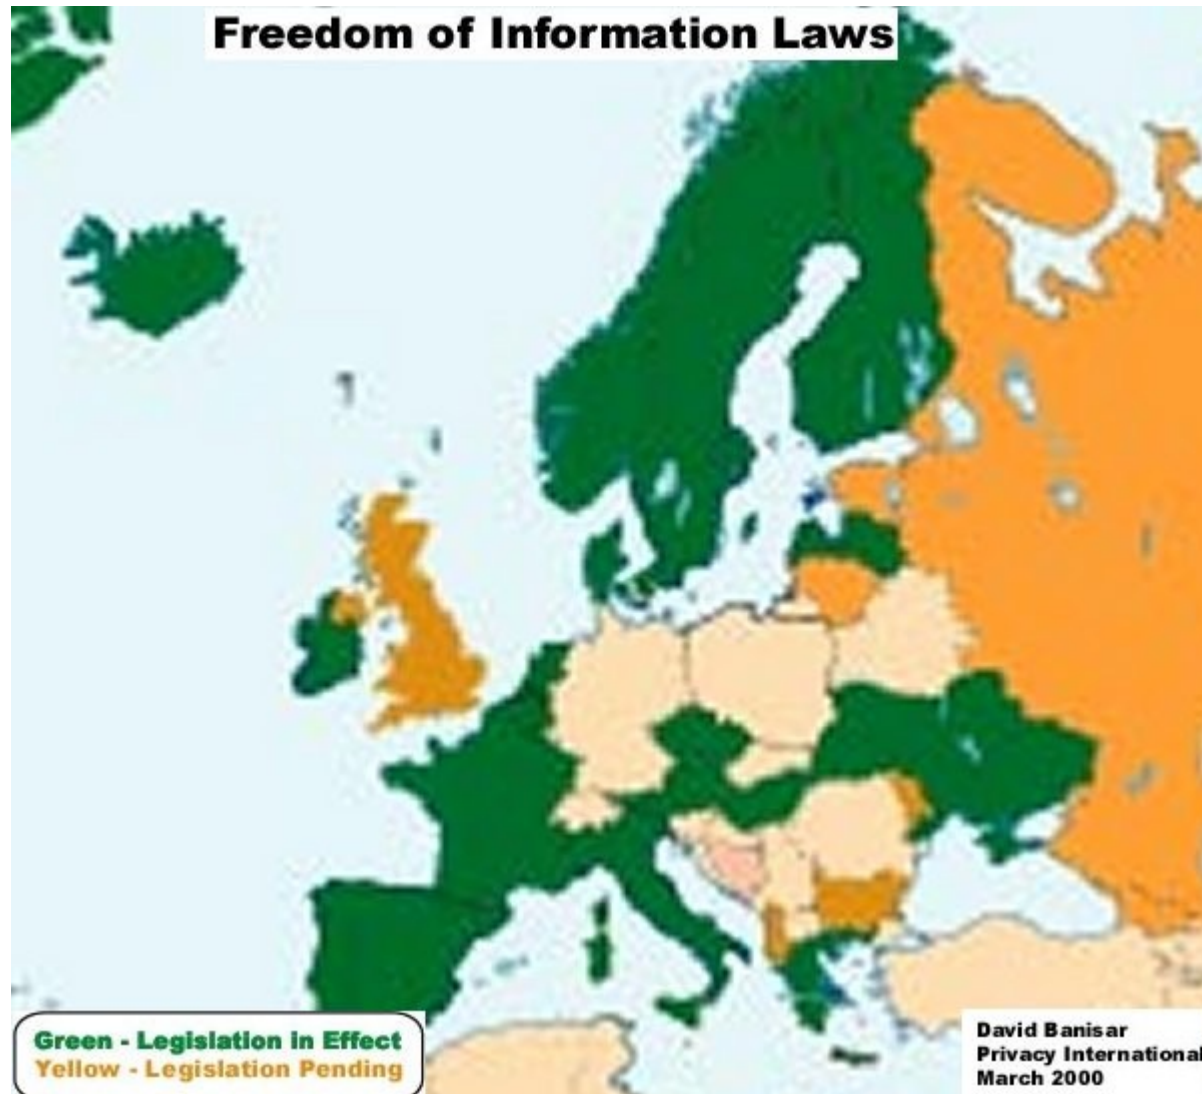 Freedom of Information Laws
Green - Legislation in Effect
Yellow - Legislation Pending
David Banisar
Privacy International
March 2000